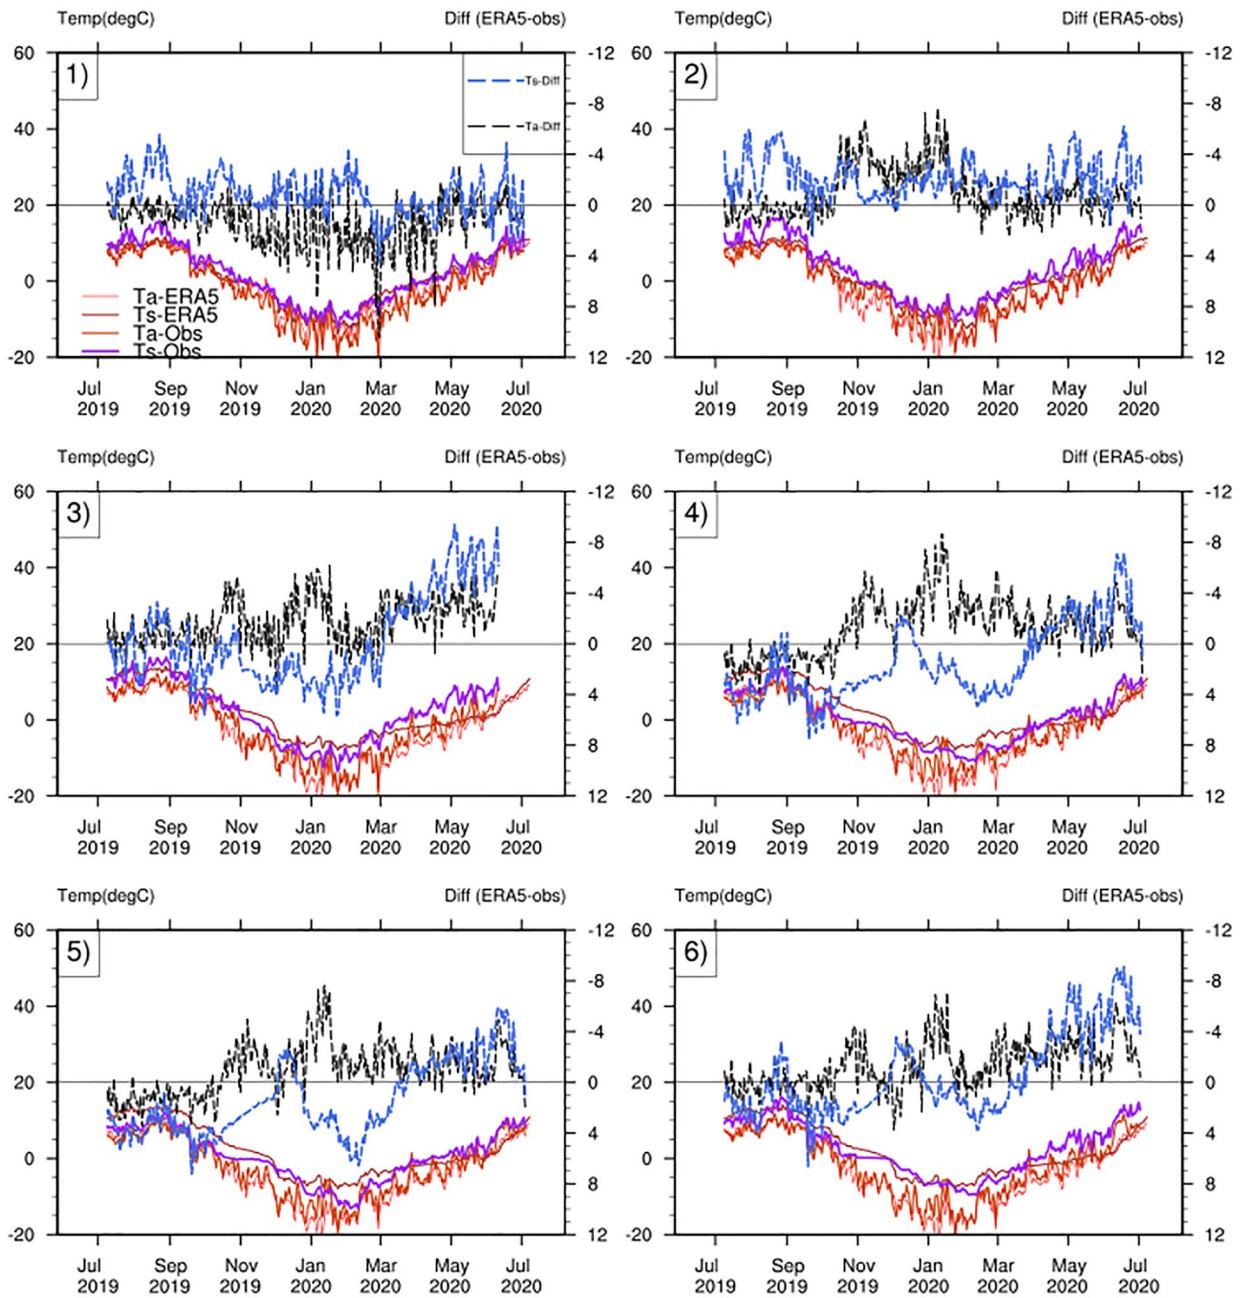 Temp(degC) Diff (ERA5-obs) Temp(degC) Diff (ERA5-obs)
60 -12 60 -12
1) Ts-Diff 2)
40 -8 40 -8
Ta-Diff
-4 -4
20 0 20 0
4 4
0 0
Ta-ERA5
8 8
Ts-ERA5
Ta-Obs
Ts-Obs
-20 12 -20 12
Jul Sep Nov Jan Mar May Jul Jul Sep Nov Jan Mar May Jul
2019 2019 2019 2020 2020 2020 2020 2019 2019 2019 2020 2020 2020 2020
Temp(degC) Diff (ERA5-obs) Temp(degC) Diff (ERA5-obs)
60 -12 60 -12
3) 4)
-8 -8
40 40
-4 -4
20 0 20 0
4 4
0 0
8 8
-20 12 -20 12
Jul Sep Nov Jan Mar May Jul Jul Sep Nov Jan Mar May Jul
2019 2019 2019 2020 2020 2020 2020 2019 2019 2019 2020 2020 2020 2020
Temp(degC) Diff (ERA5-obs) Temp(degC) Diff (ERA5-obs)
60 -12 60 -12
5) 6)
-8 -8
40 40
-4 -4
20 0 20 0
4 4
0 0
8 8
-20 12 -20 12
Jul Sep Nov Jan Mar May Jul Jul Sep Nov Jan Mar May Jul
2019 2019 2019 2020 2020 2020 2020 2019 2019 2019 2020 2020 2020 2020